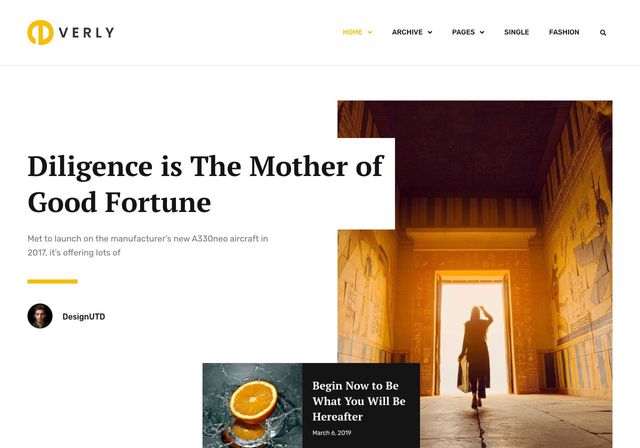 VERLY
HOME
ARCHIVE
PAGES
SINGLE
FASHION
Diligence is The Mother of
Good Fortune
Met to launch on the manufacturer's new A330neo aircraft in
2017, it's offering lots of
DesignUTD
Begin Now to Be
What You Will Be
Hereafter
March 6, 2019